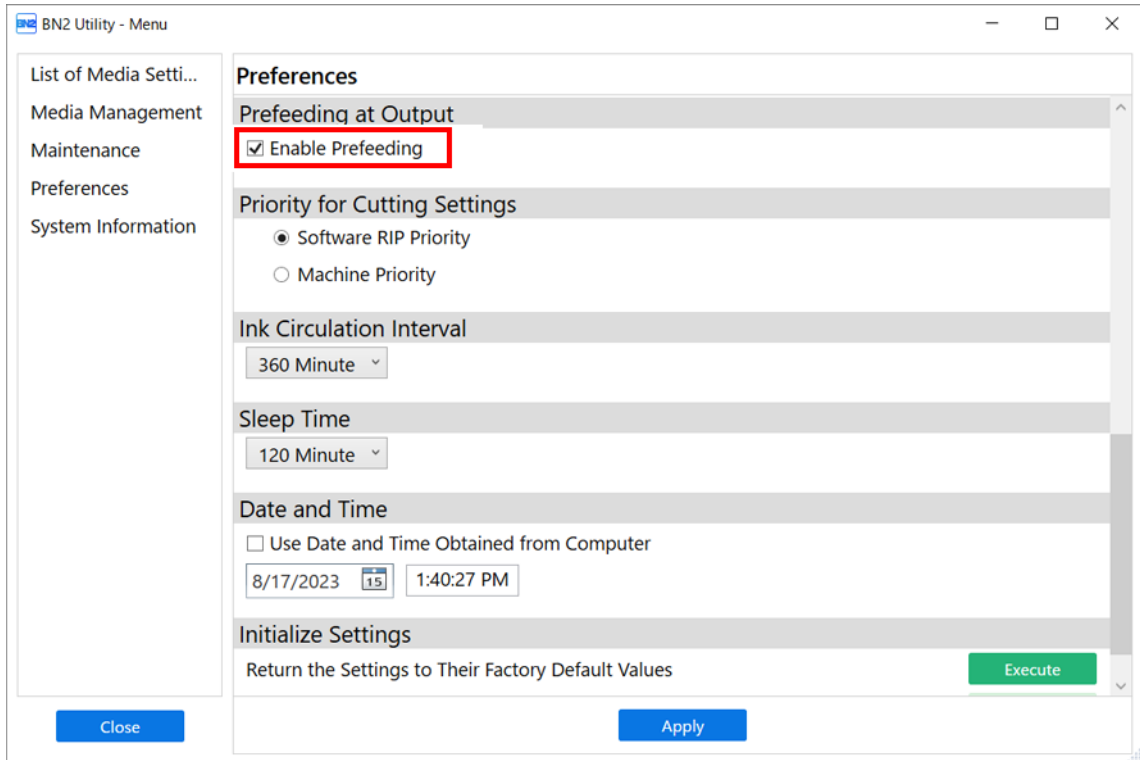 BN2 BN2 Utility - Menu
List of Media Setti...
Media Management
Maintenance
Preferences
System Information
Close
Preferences
Prefeeding at Output
Enable Prefeeding
Priority for Cutting Settings
Software RIP Priority
Machine Priority
Ink Circulation Interval
360 Minute
Sleep Time
120 Minute
Date and Time
Use Date and Time Obtained from Computer
8/17/2023 15 1:40:27 PM
Initialize Settings
Return the Settings to Their Factory Default Values Execute
Apply